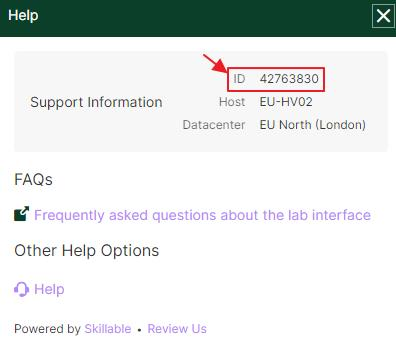 Help
ID 42763830
Support Information Host EU-HV02
Datacenter EU North (London)
FAQs
Frequently asked questions about the lab interface
Other Help Options
Help
Powered by Skillable • Review Us